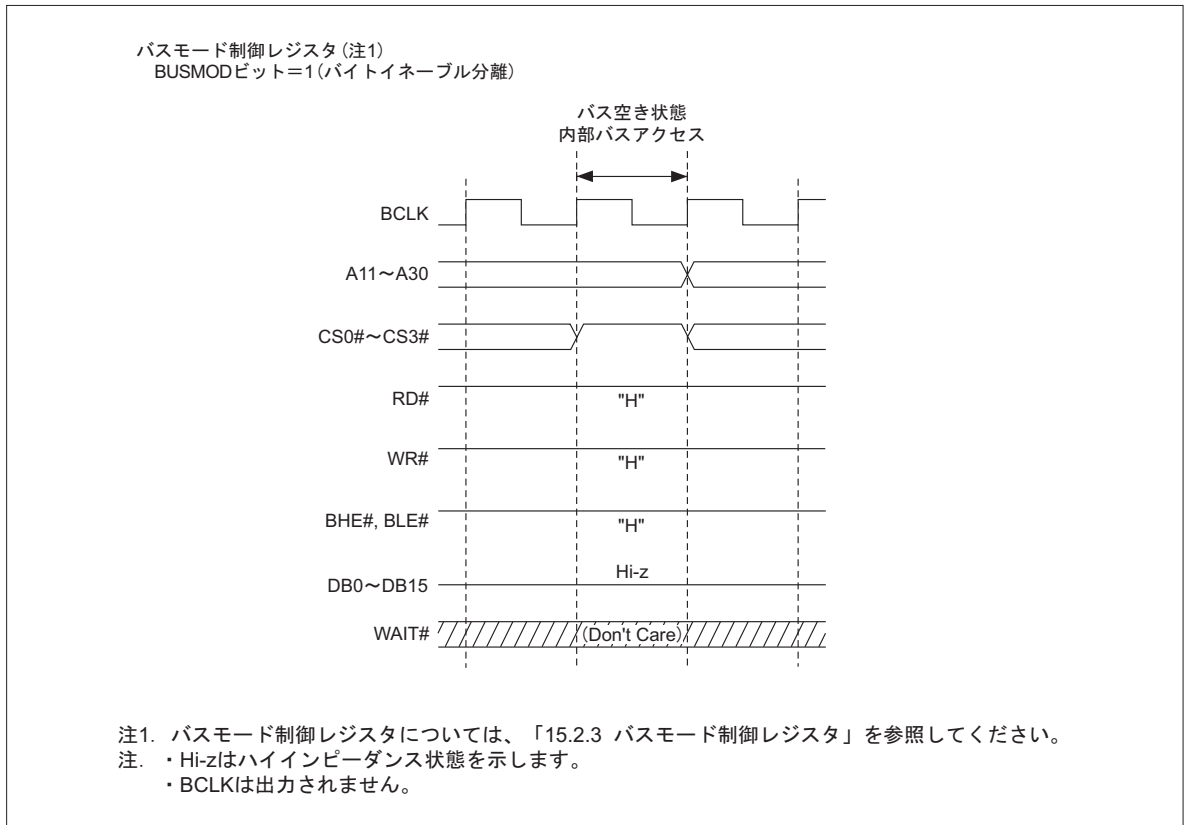 バスモード制御レジスタ(注1)
BUSMODビット＝1(バイトイネーブル分離)
バス空き状態
内部バスアクセス
BCLK
A11～A30
CS0#～CS3#
RD#
"H"
WR#
"H"
BHE#, BLE#
"H"
Hi-z
DB0～DB15
WAIT#
(Don't Care)
注1. バスモード制御レジスタについては、「15.2.3 バスモード制御レジスタ」を参照してください。
注. ・Hi-zはハイインピーダンス状態を示します。
・BCLKは出力されません。